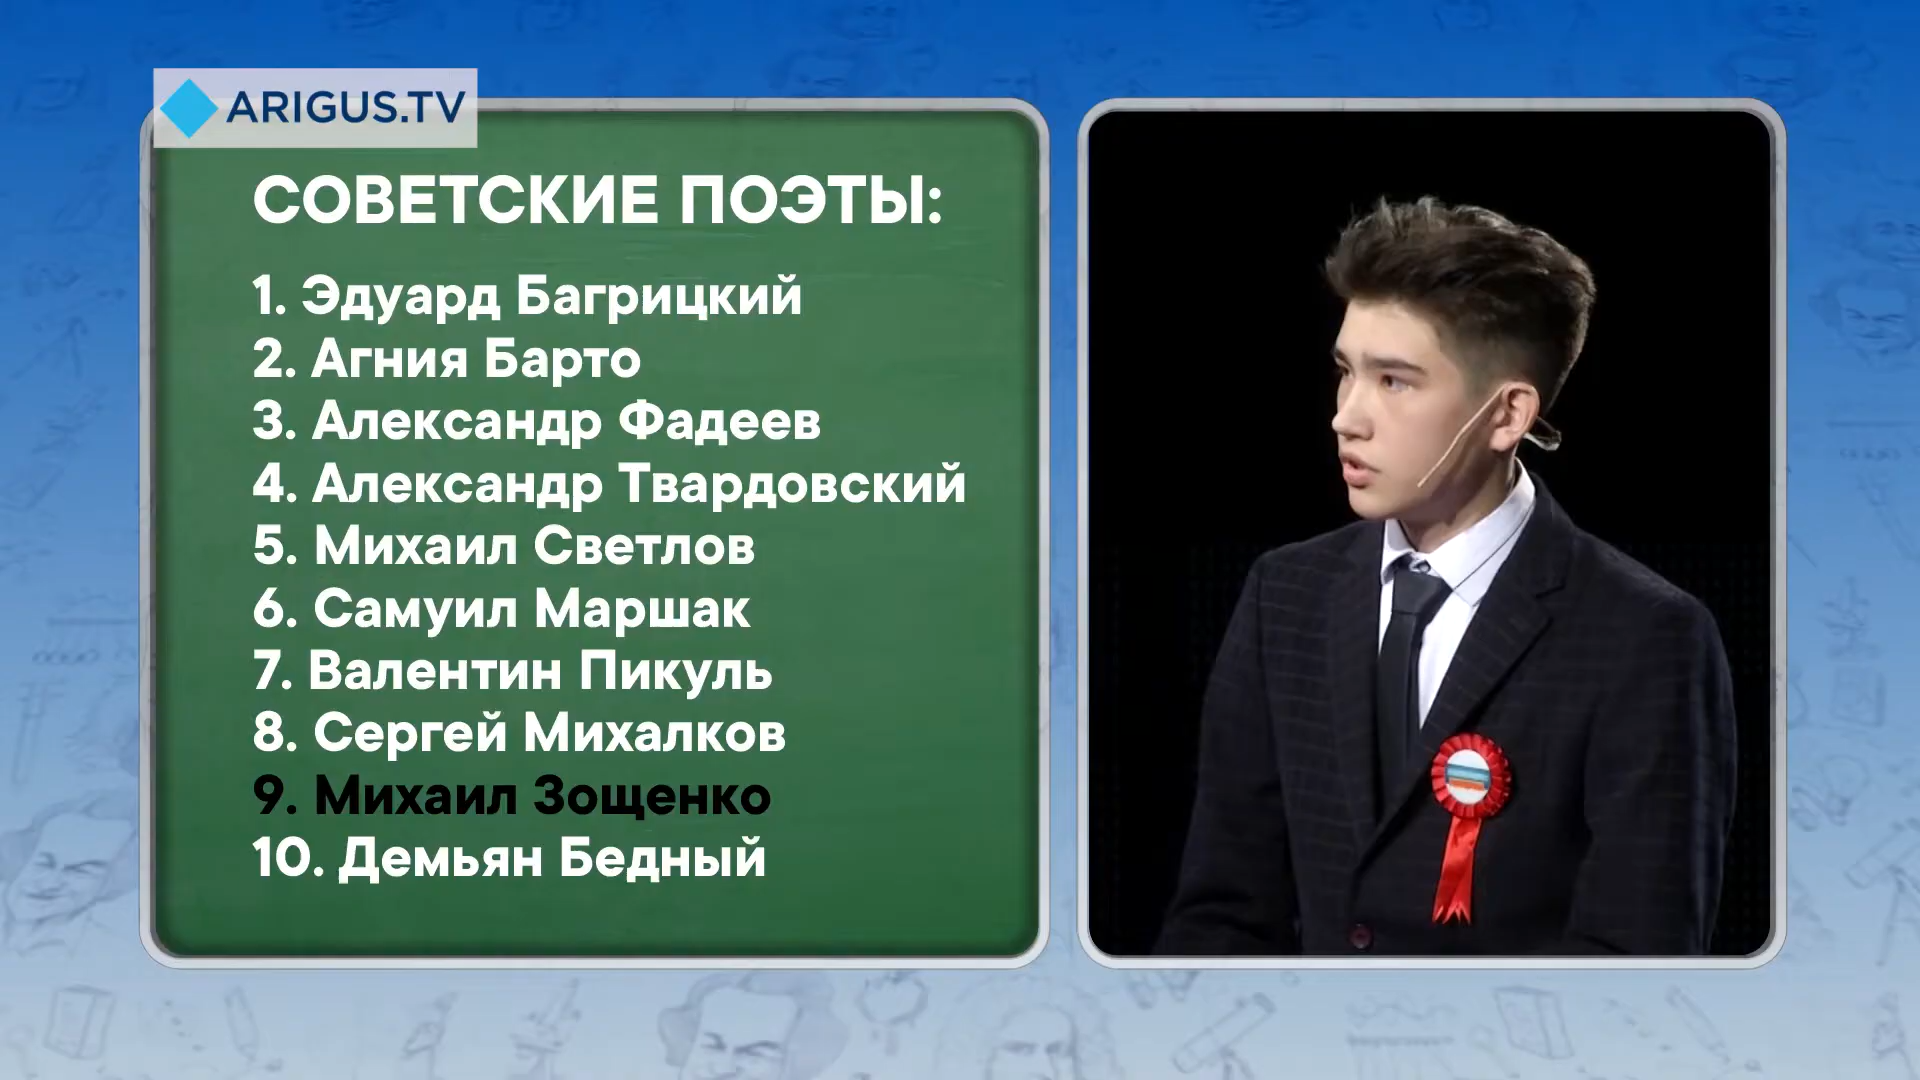 ARIGUS.TV
СОВЕТСКИЕ ПОЭТЫ:
1. Эдуард Багрицкий
2. Агния Барто
3. Александр Фадеев
4. Александр Твардовский
5. Михаил Светлов
6. Самуил Маршак
7. Валентин Пикуль
8. Сергей Михалков
9. Михаил Зощенко
10. Демьян Бедный